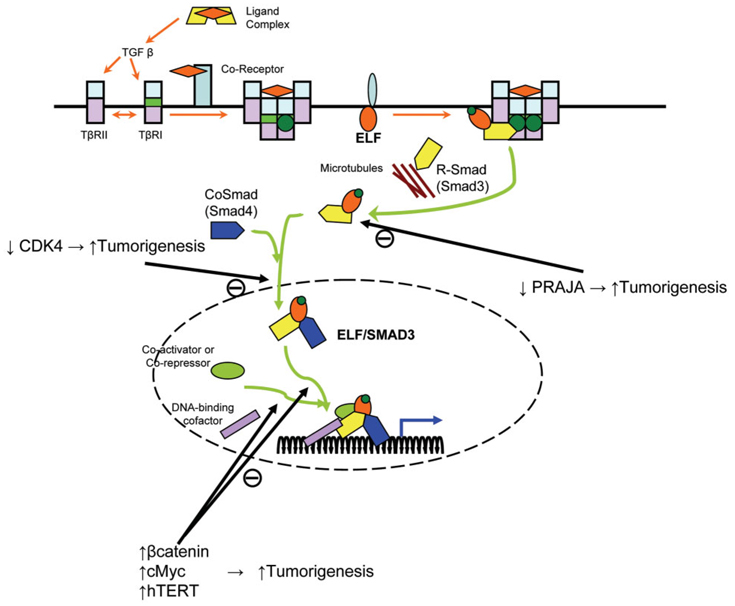 Ligand
Complex
TGF β
Co-Receptor
TβRII
TβRI
ELF
Microtubules
R-Smad
(Smad3)
CoSmad
(Smad4)
↓ CDK4 → ↑Tumorigenesis
↓ PRAJA → ↑Tumorigenesis
ELF/SMAD3
Co-activator or
Co-repressor
DNA-binding
cofactor
↑βcatenin
↑cMyc → ↑Tumorigenesis
↑hTERT